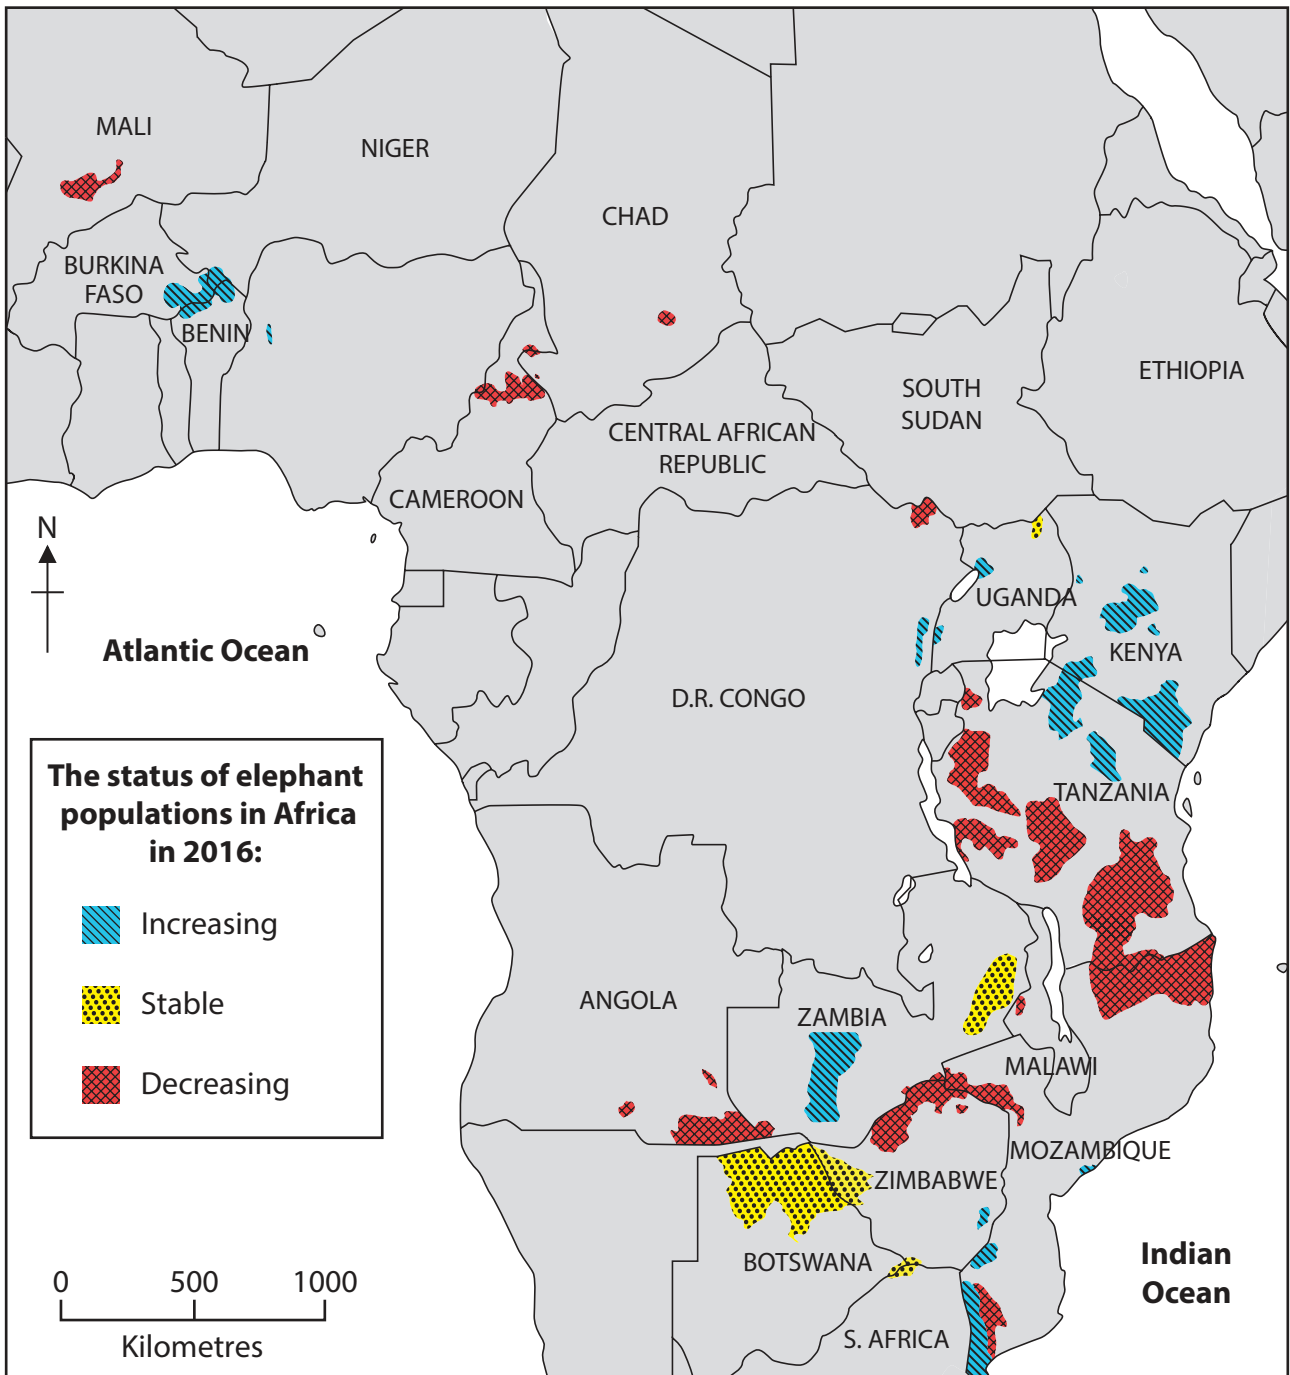 MALI
NIGER
CHAD
BURKINA
FASO
BENIN
ETHIOPIA
SOUTH
SUDAN
CENTRAL AFRICAN
REPUBLIC
CAMEROON
N
UGANDA
Atlantic Ocean
KENYA
D.R. CONGO
TANZANIA
The status of elephant
populations in Africa
in 2016:
Increasing
Stable
Decreasing
ANGOLA
ZAMBIA
MALAWI
MOZAMBIQUE
ZIMBABWE
BOTSWANA
Indian
Ocean
S. AFRICA
0 500 1000
Kilometres